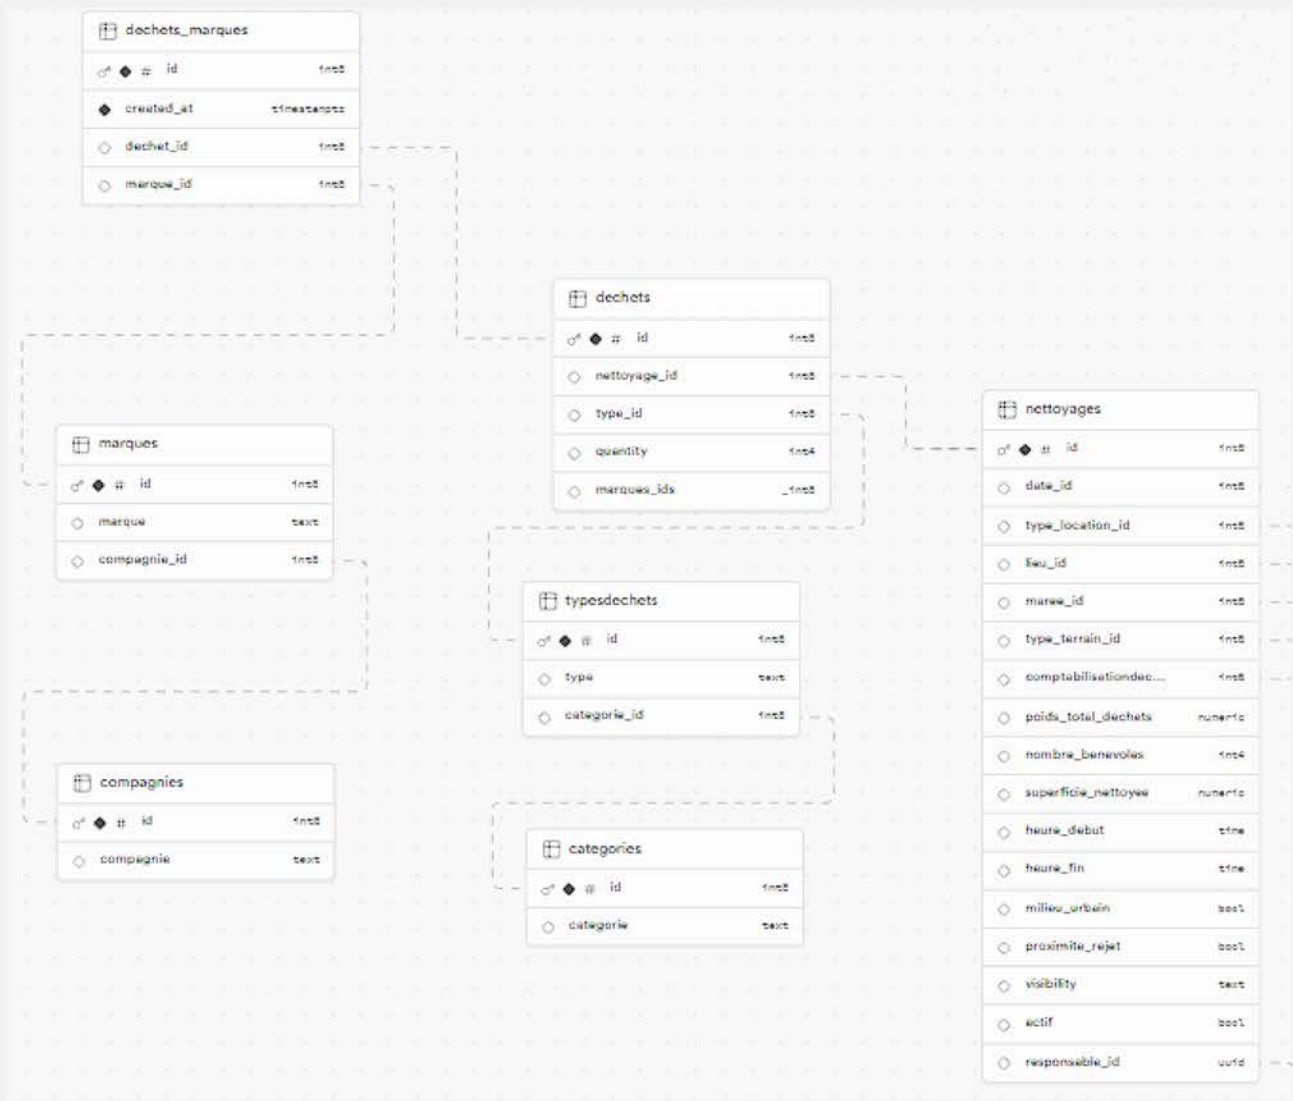 dechets_marques
# id int8
created_at timestamptz
dechet_id int8
marque_id int8
dechets
# id int8
nettoyage_id int8
type_id int8
quantity int4
marques_ids _int8
nettoyages
# id int8
date_id int8
type_location_id int8
lieu_id int8
maree_id int8
type_terrain_id int8
comptabilisationdec... int8
poids_total_dechets numeric
nombre_benevoles int4
superficie_nettoyee numeric
heure_debut time
heure_fin time
milieu_urbain bool
proximite_rejet bool
visibility text
actif bool
responsable_id uuid
marques
# id int8
marque text
compagnie_id int8
typesdechets
# id int8
type text
categorie_id int8
compagnies
# id int8
compagnie text
categories
# id int8
categorie text